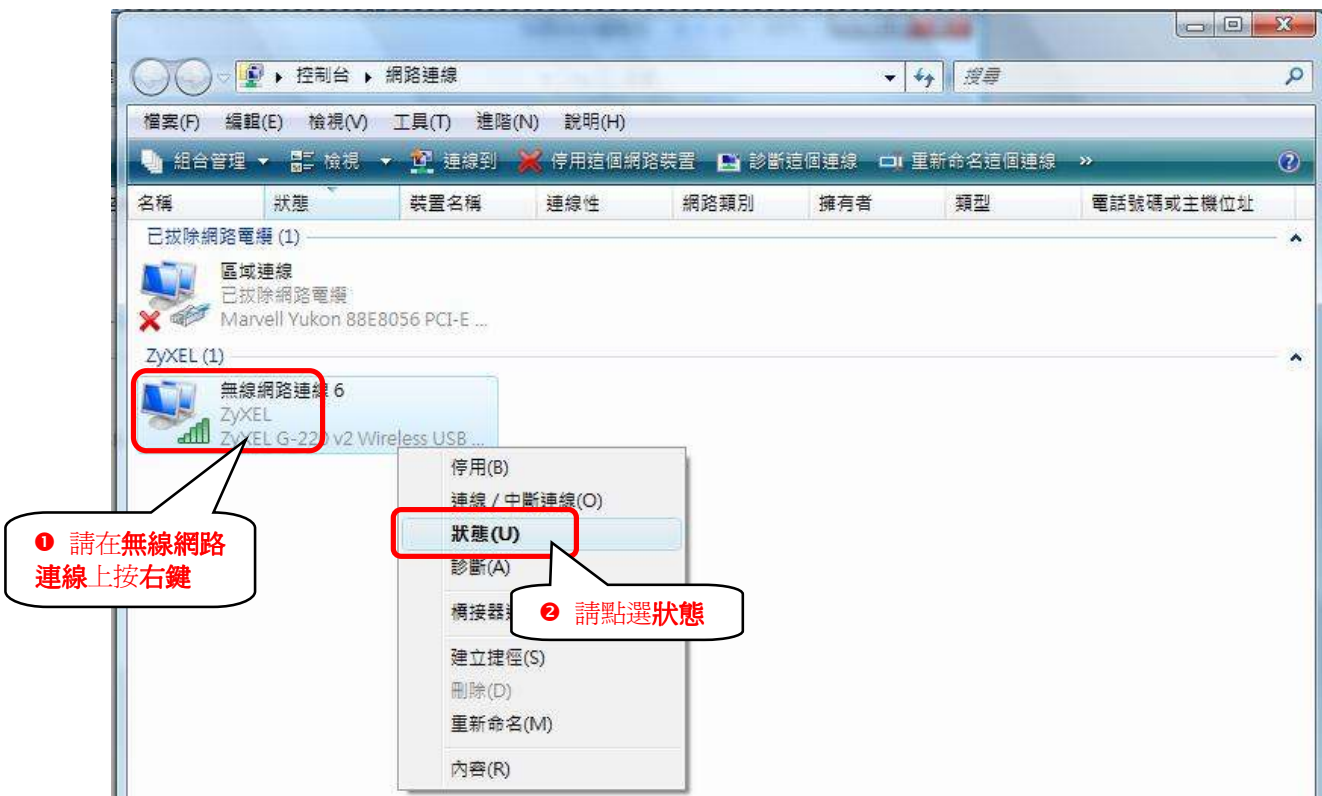 控制台 網路連線
搜尋
檔案(F) 編輯(E) 檢視(V) 工具(T) 進階(N) 說明(H)
組合管理 檢視 連線到 停用這個網路裝置 診斷這個連線 重新命名這個連線 »
名稱 狀態 裝置名稱 連線性 網路類別 擁有者 類型 電話號碼或主機位址
已拔除網路電纜 (1)
區域連線
已拔除網路電纜
Marvell Yukon 88E8056 PCI-E ...
ZyXEL (1)
無線網路連線 6
ZyXEL
ZyXEL G-220 v2 Wireless USB ...
停用(B)
連線 / 中斷連線(O)
狀態(U)
診斷(A)
橋接器
建立捷徑(S)
刪除(D)
重新命名(M)
內容(R)
❶ 請在無線網路
連線上按右鍵
❷ 請點選狀態